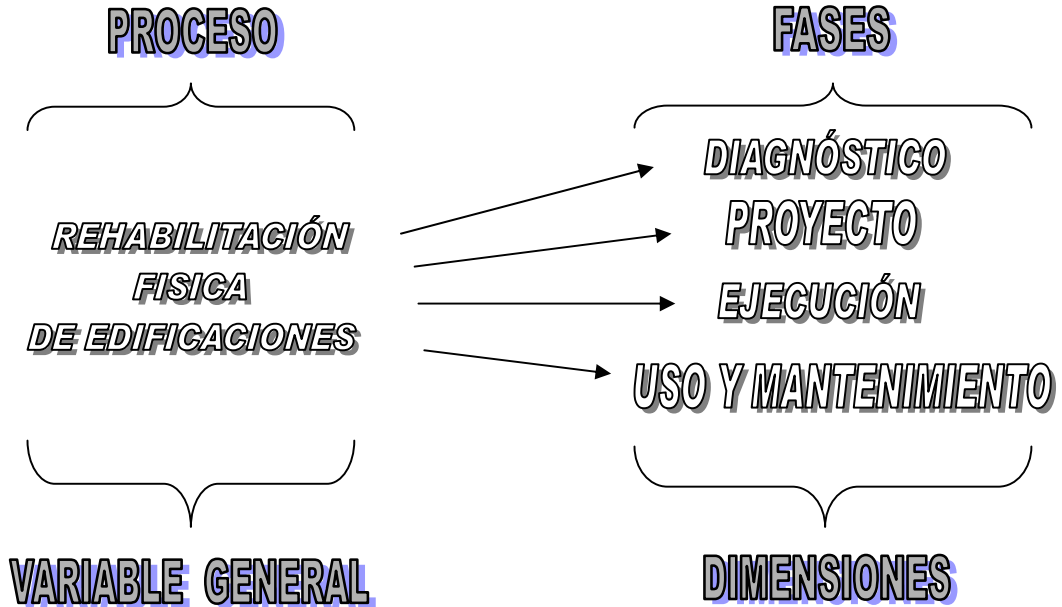 PROCESO
FASES
REHABILITACIÓN
FISICA
DE EDIFICACIONES
DIAGNÓSTICO
PROYECTO
EJECUCIÓN
USO Y MANTENIMIENTO
VARIABLE GENERAL
DIMENSIONES